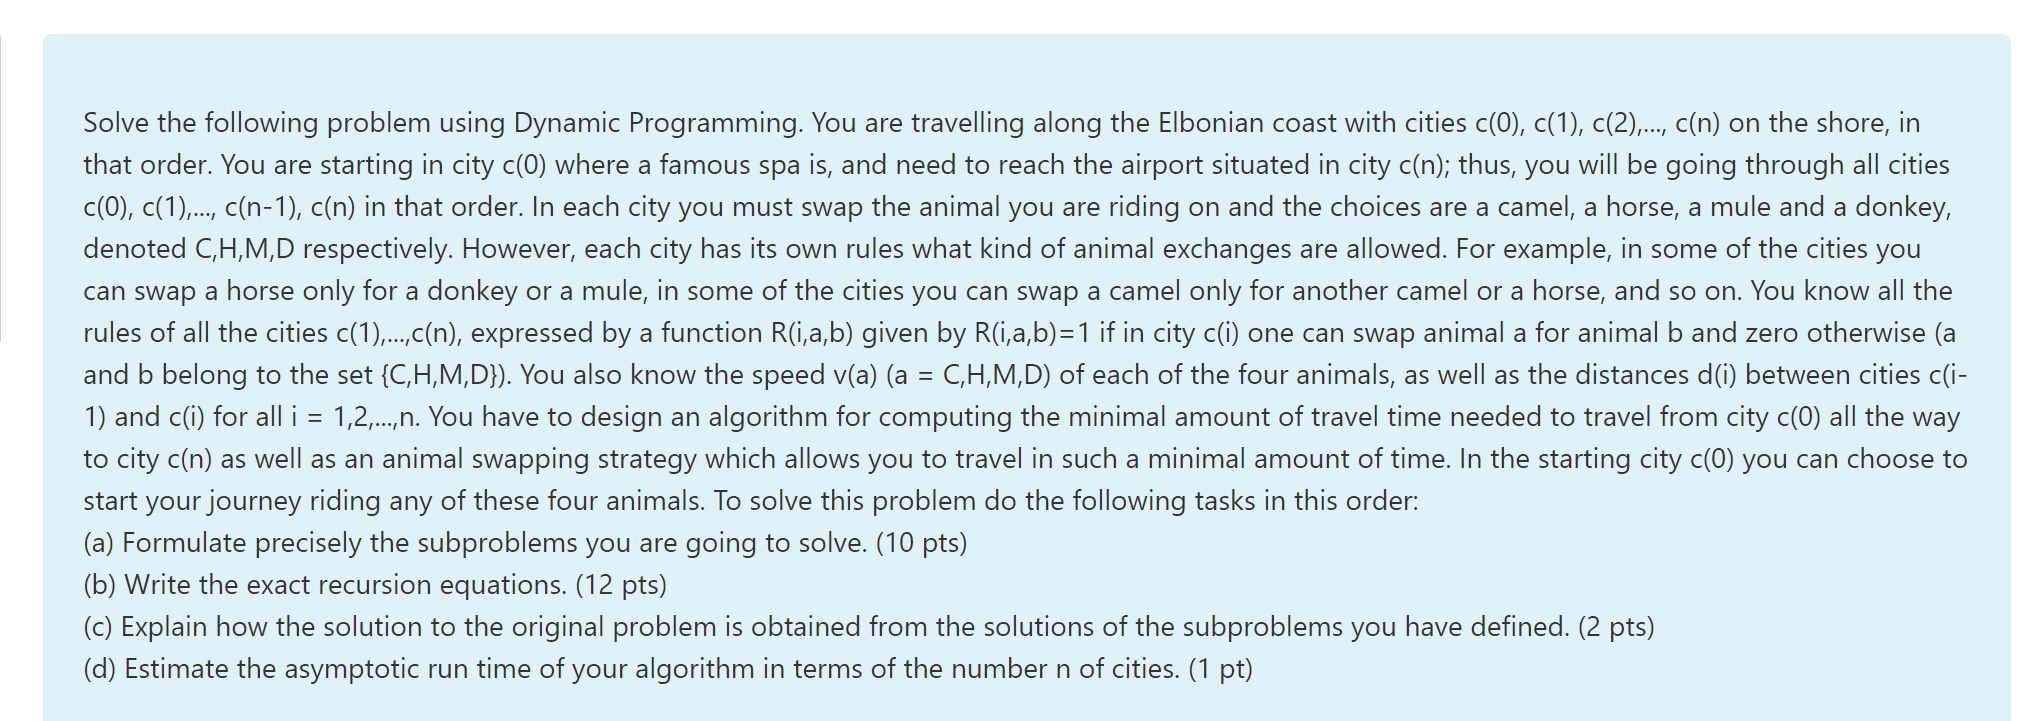 Solve the following problem using Dynamic Programming. You are travelling along the Elbonian coast with cities c(0), c(1), c(2),..., c(n) on the shore, in
that order. You are starting in city c(0) where a famous spa is, and need to reach the airport situated in city c(n); thus, you will be going through all cities
c(0), c(1),..., c(n-1), c(n) in that order. In each city you must swap the animal you are riding on and the choices are a camel, a horse, a mule and a donkey,
denoted C,H,M,D respectively. However, each city has its own rules what kind of animal exchanges are allowed. For example, in some of the cities you
can swap a horse only for a donkey or a mule, in some of the cities you can swap a camel only for another camel or a horse, and so on. You know all the
rules of all the cities c(1),...,c(n), expressed by a function R(i,a,b) given by R(i,a,b)=1 if in city c(i) one can swap animal a for animal b and zero otherwise (a
and b belong to the set {C,H,M,D}). You also know the speed v(a) (a = C,H,M,D) of each of the four animals, as well as the distances d(i) between cities c(i-
1) and c(i) for all i = 1,2,...,n. You have to design an algorithm for computing the minimal amount of travel time needed to travel from city c(0) all the way
to city c(n) as well as an animal swapping strategy which allows you to travel in such a minimal amount of time. In the starting city c(0) you can choose to
start your journey riding any of these four animals. To solve this problem do the following tasks in this order:
(a) Formulate precisely the subproblems you are going to solve. (10 pts)
(b) Write the exact recursion equations. (12 pts)
(c) Explain how the solution to the original problem is obtained from the solutions of the subproblems you have defined. (2 pts)
(d) Estimate the asymptotic run time of your algorithm in terms of the number n of cities. (1 pt)